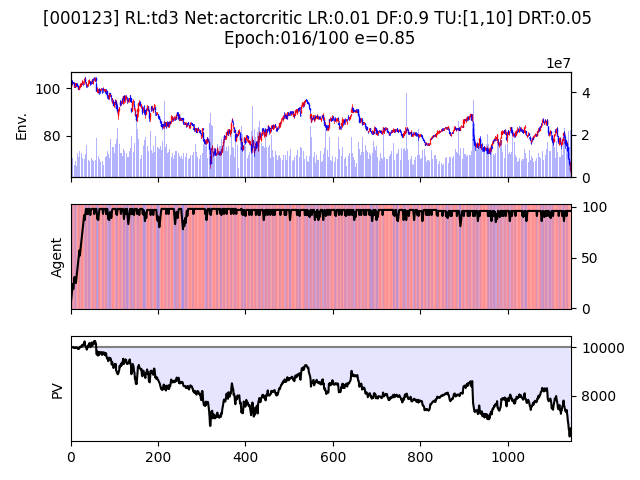 [000123] RL:td3 Net:actorcritic LR:0.01 DF:0.9 TU:[1,10] DRT:0.05
Epoch:016/100 e=0.85
1e7
Env.
100
80
4
2
0
Agent
100
50
0
PV
10000
8000
0
200
400
600
800
1000